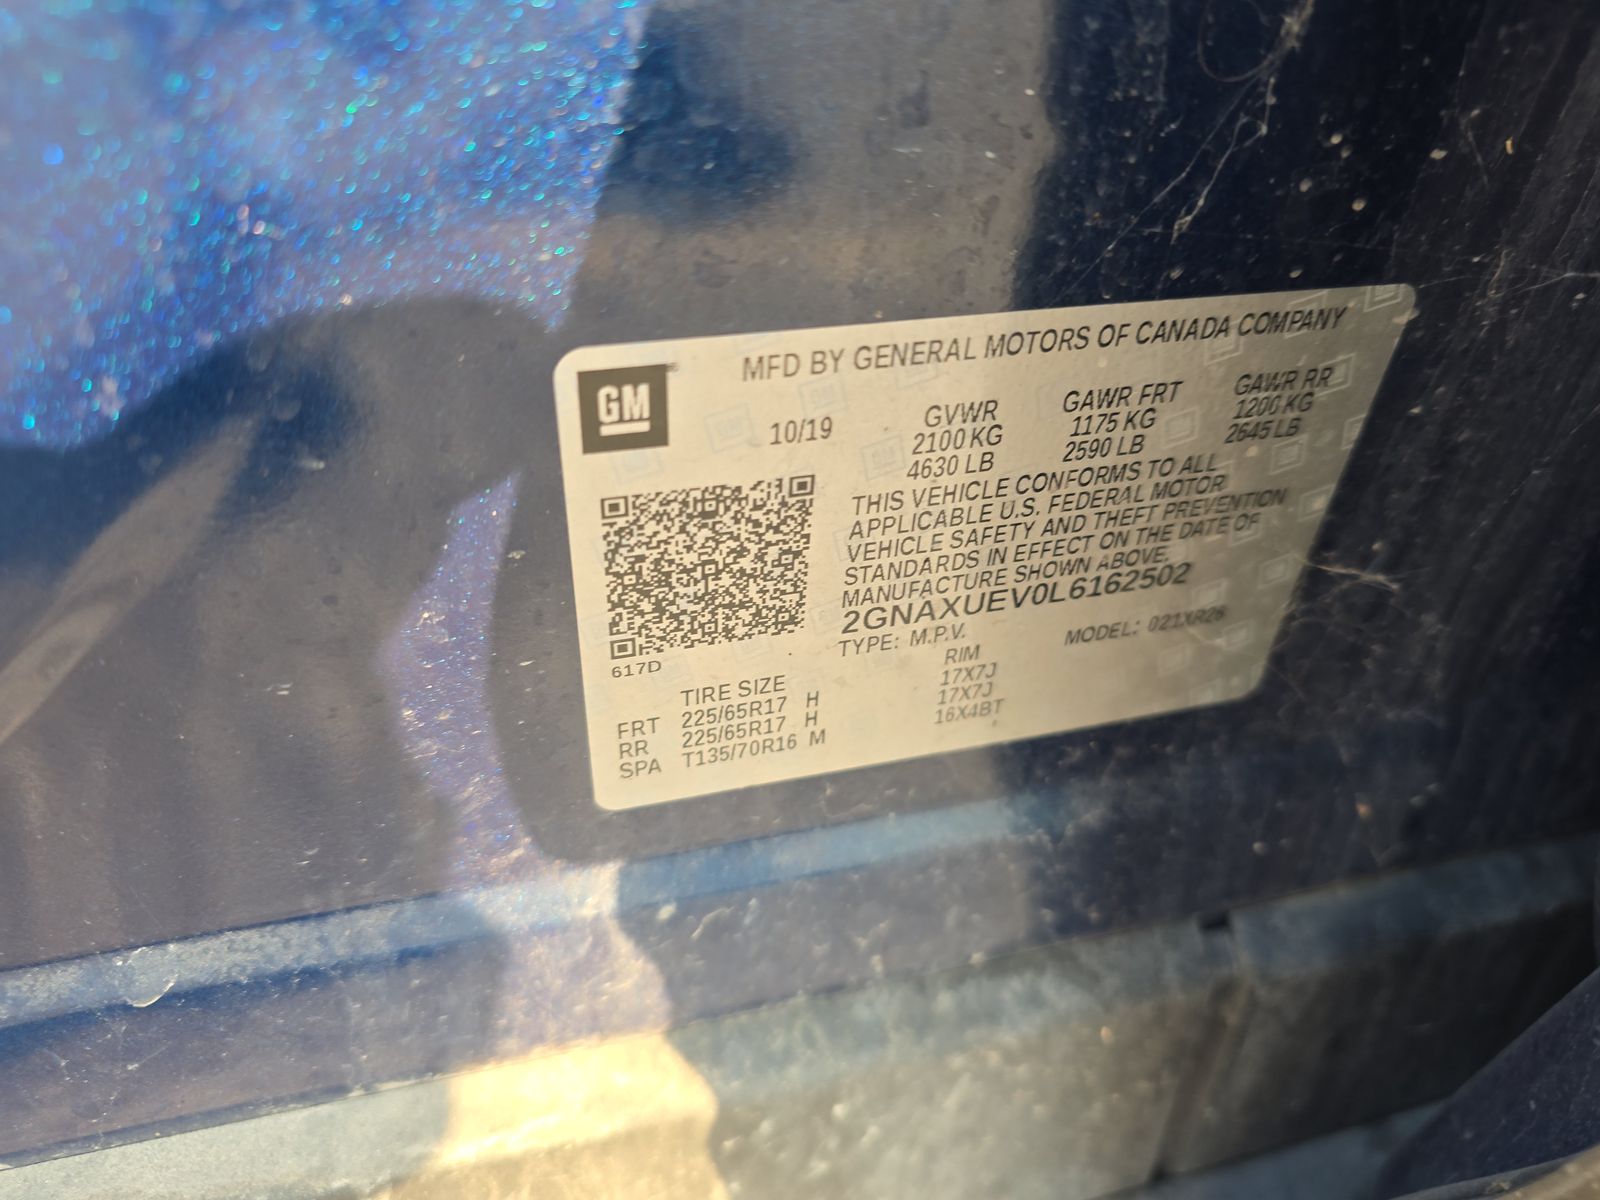 GM
MFD BY GENERAL MOTORS OF CANADA COMPANY
10/19
GVWR GAWR FRT GAWR RR
2100 KG 1175 KG 1200 KG
4630 LB 2590 LB 2645 LB
THIS VEHICLE CONFORMS TO ALL
APPLICABLE U.S. FEDERAL MOTOR
VEHICLE SAFETY AND THEFT PREVENTION
STANDARDS IN EFFECT ON THE DATE OF
MANUFACTURE SHOWN ABOVE.
2GNAXUEV0L6162502
TYPE: M.P.V. MODEL: 021XR26
617D
TIRE SIZE RIM
FRT 225/65R17 H 17X7J
RR 225/65R17 H 17X7J
SPA T135/70R16 M 16X4BT